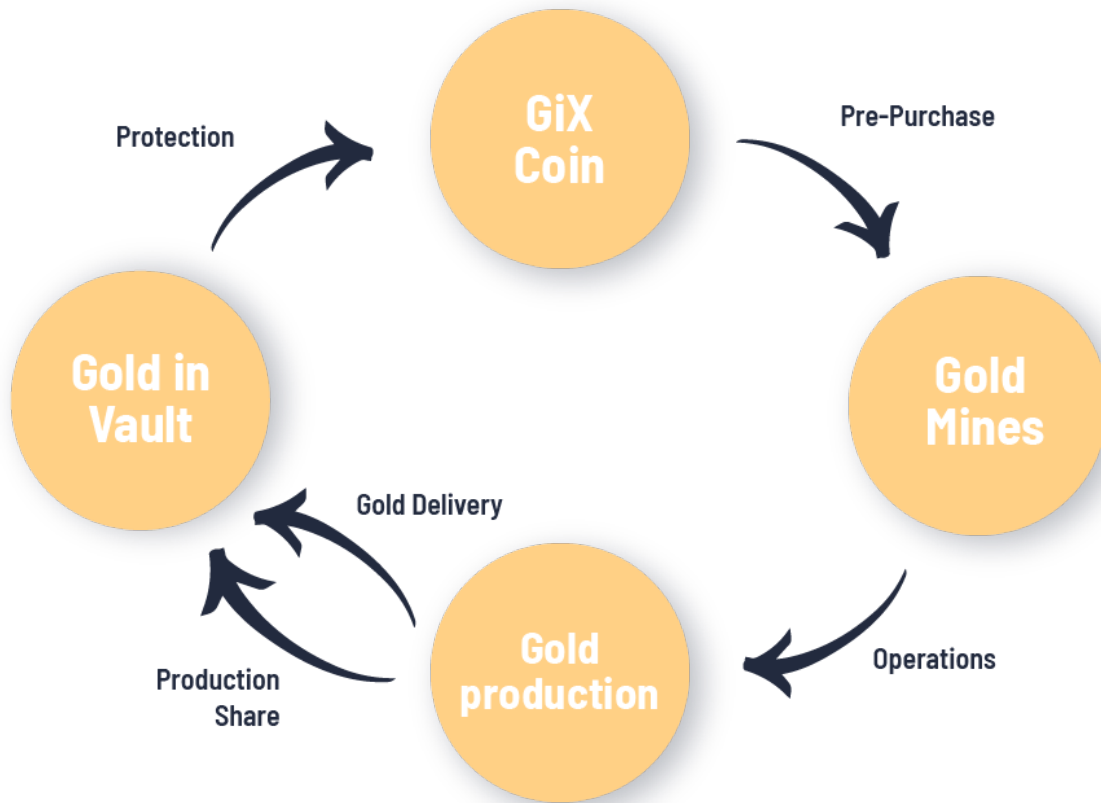 GiX
Coin
Protection
Pre-Purchase
Gold in
Vault
Gold
Mines
Gold Delivery
Gold
production
Operations
Production
Share